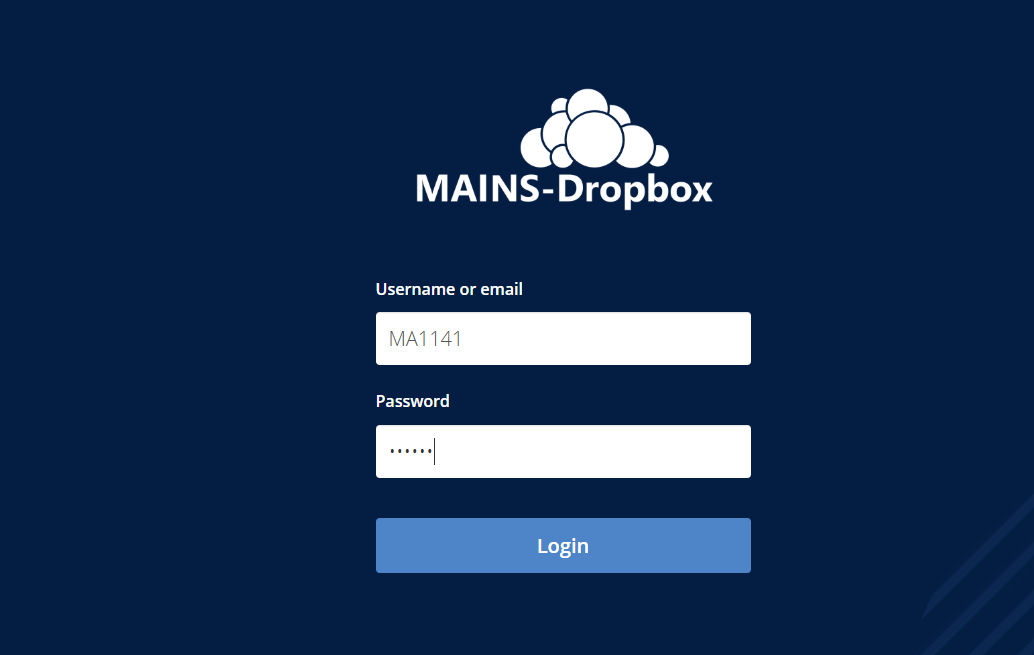 MAINS-Dropbox
Username or email
MA1141
Password
••••••
Login